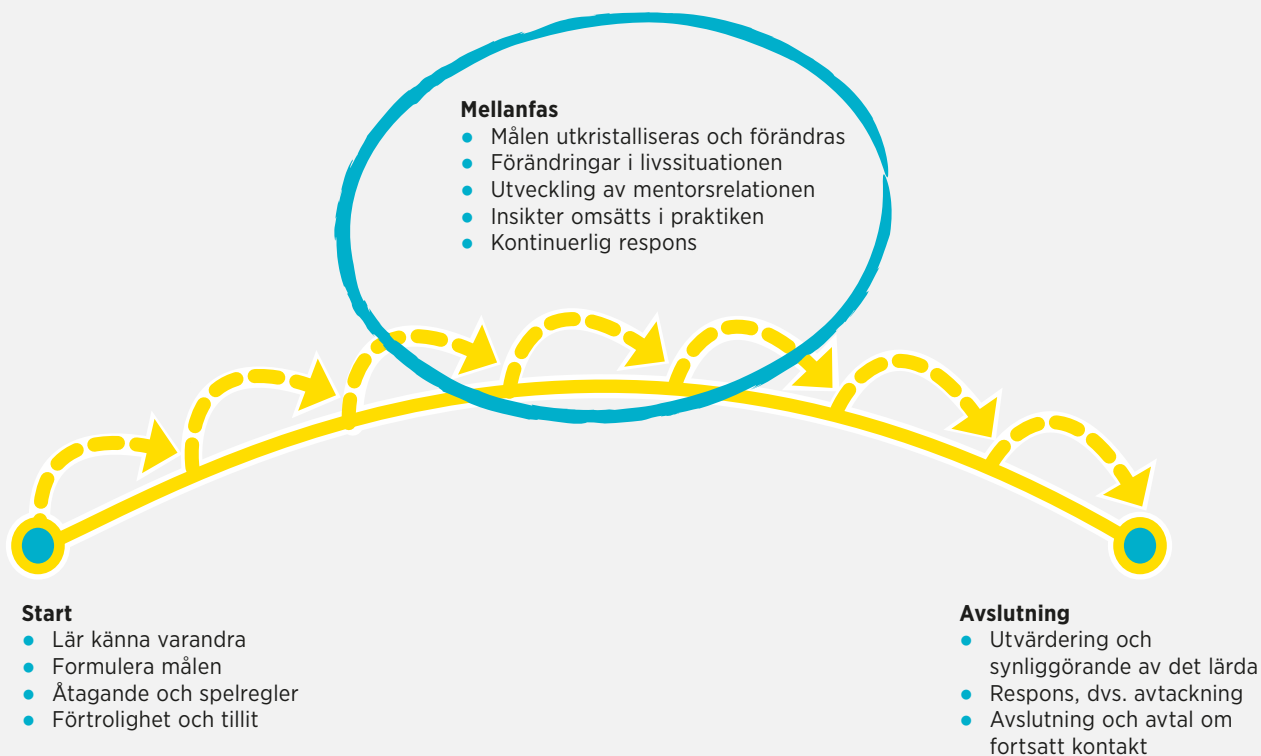 Mellanfas
● Målen utkristalliseras och förändras
● Förändringar i livssituationen
● Utveckling av mentorsrelationen
● Insikter omsätts i praktiken
● Kontinuerlig respons
Start
● Lär känna varandra
● Formulera målen
● Åtagande och spelregler
● Förtrolighet och tillit
Avslutning
● Utvärdering och
synliggörande av det lärda
● Respons, dvs. avtackning
● Avslutning och avtal om
fortsatt kontakt